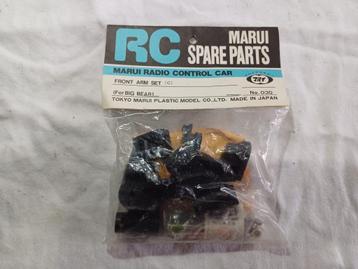 RC
MARUI
SPARE PARTS
MARUI RADIO CONTROL CAR
FRONT ARM SET
(For BIG BEAR)
No.
TOKYO MARUI PLASTIC MODEL CO.,LTD. MADE IN JAPAN